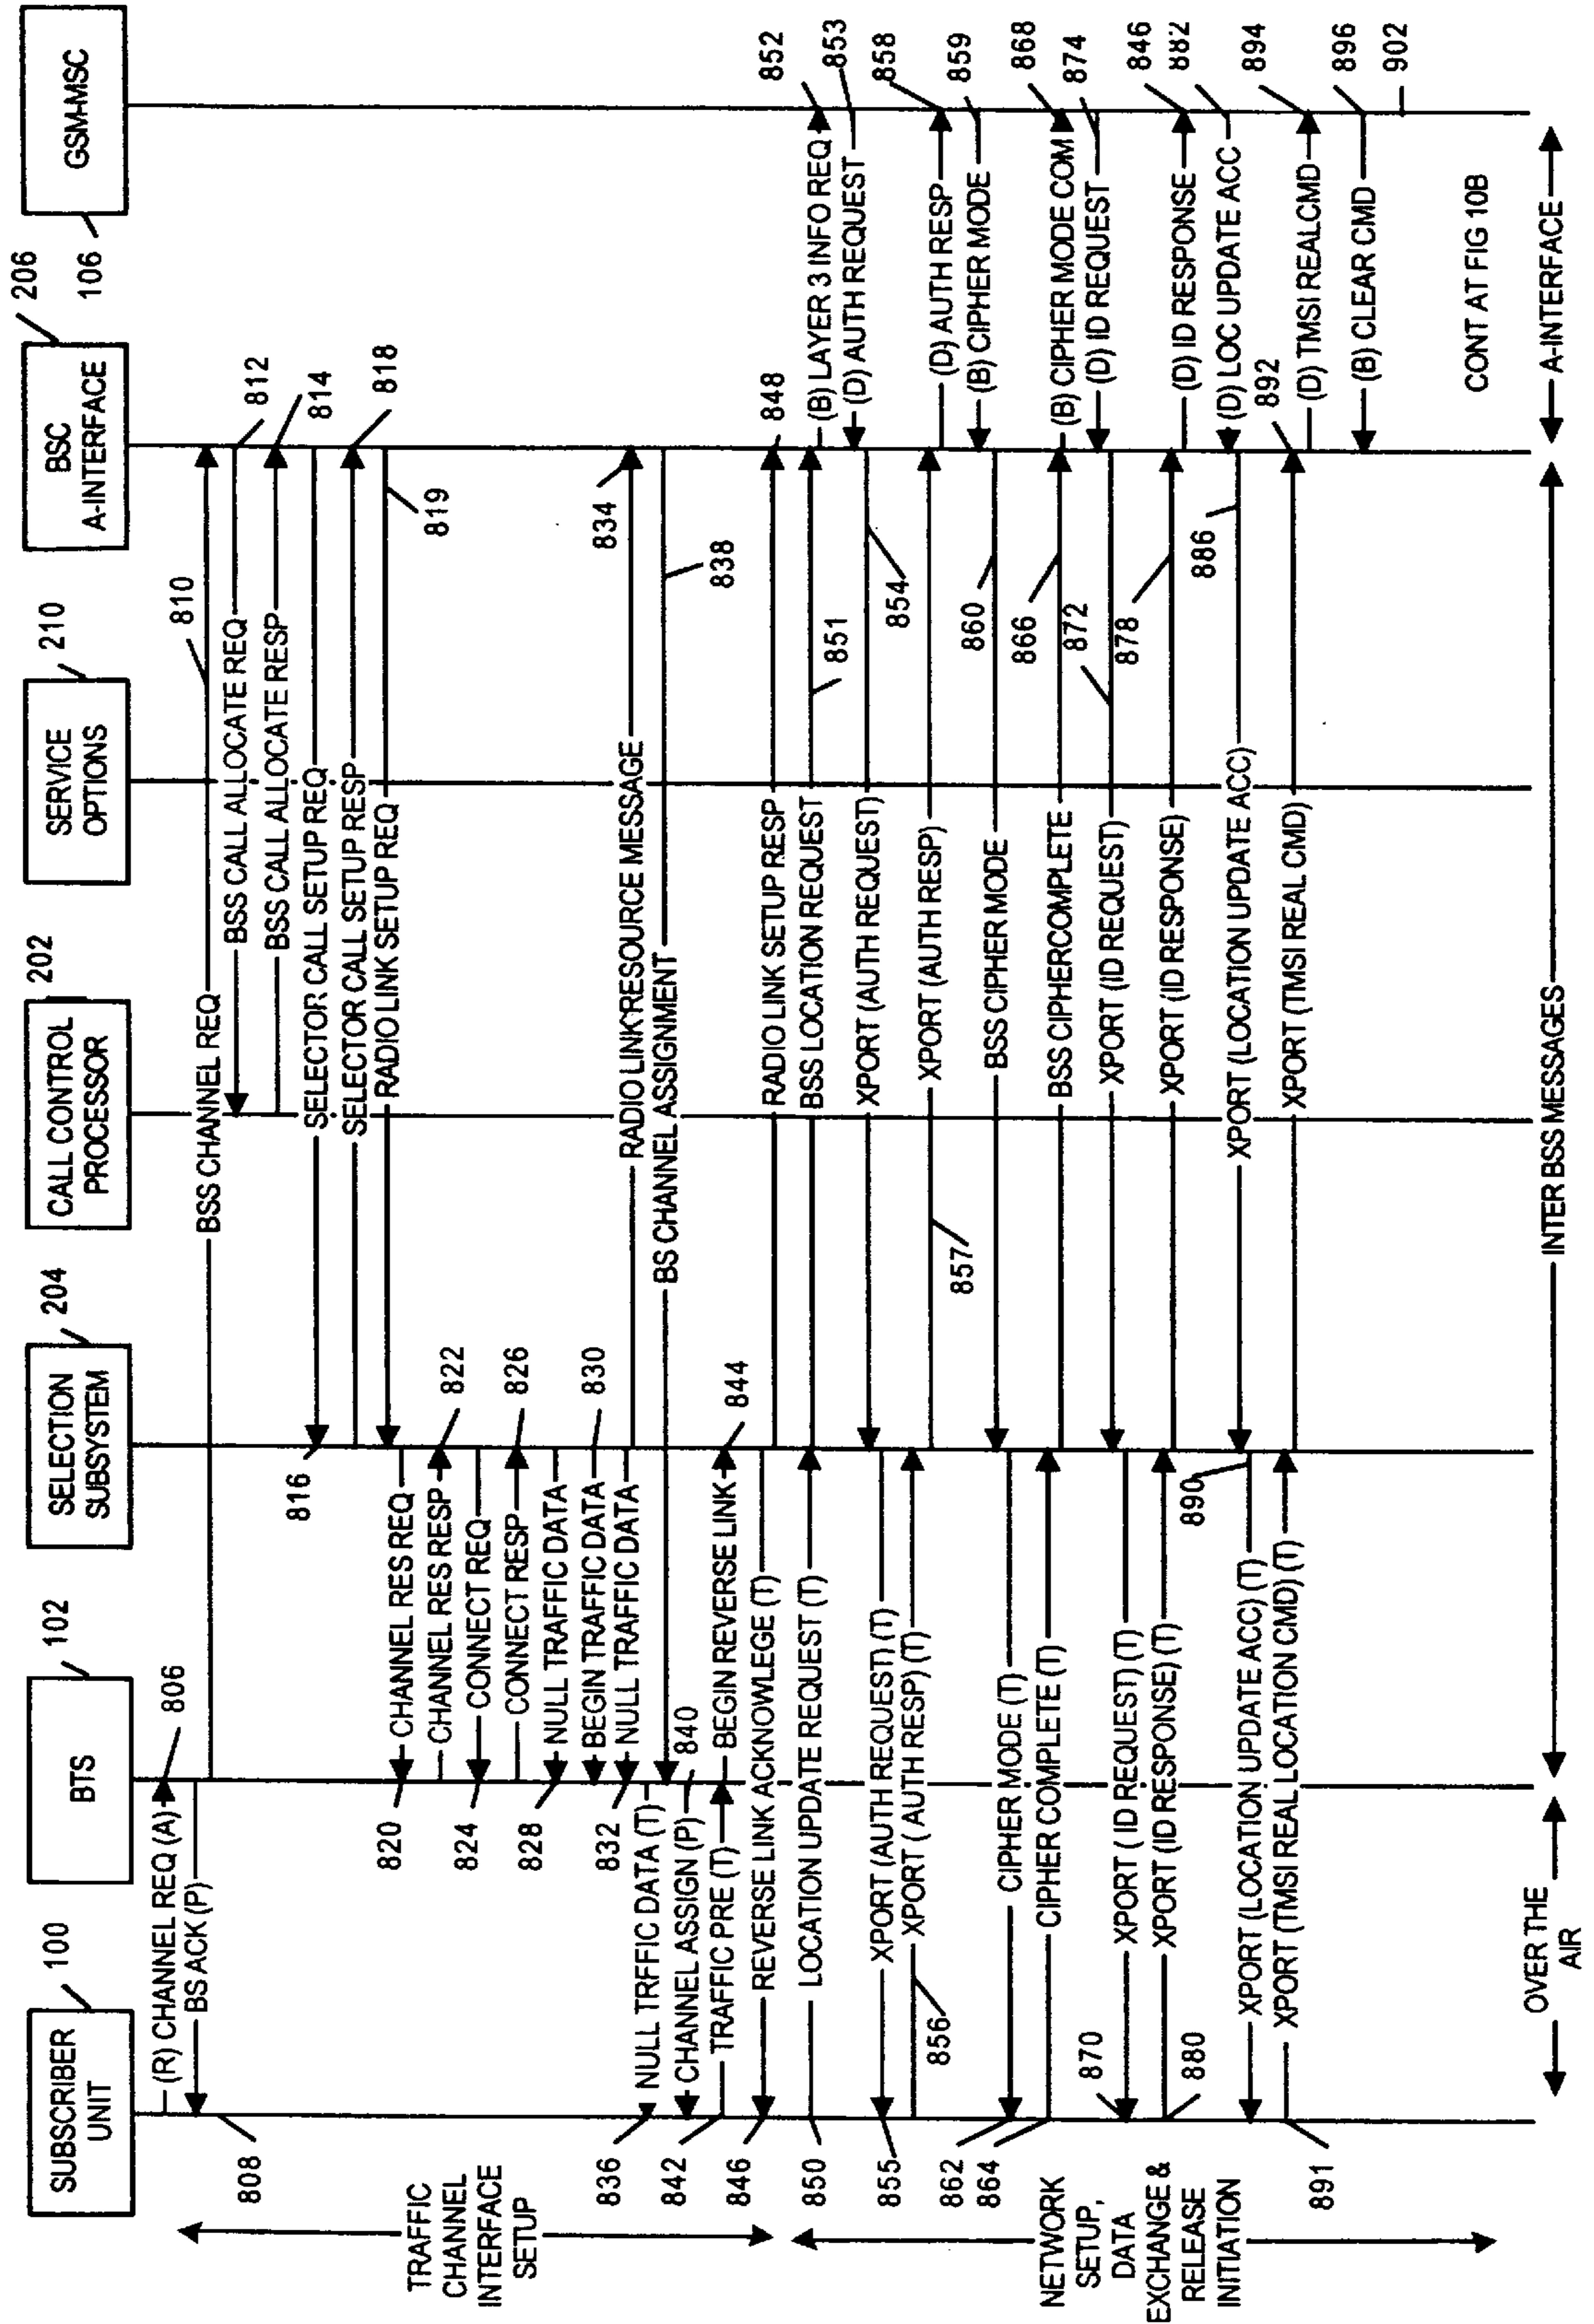 SUBSCRIBER
UNIT
100
BTS
102
SELECTION
SUBSYSTEM
204
CALL CONTROL
PROCESSOR
202
SERVICE
OPTIONS
210
BSC
A-INTERFACE
206
GSM-MSC
106
TRAFFIC
CHANNEL
INTERFACE
SETUP
(R) CHANNEL REQ (A)
806
BS ACK (P)
808
BSS CHANNEL REQ
810
BSS CALL ALLOCATE REQ
812
BSS CALL ALLOCATE RESP
814
SELECTOR CALL SETUP REQ
816
SELECTOR CALL SETUP RESP
818
RADIO LINK SETUP REQ
819
CHANNEL RES REQ
820
CHANNEL RES RESP
822
CONNECT REQ
824
CONNECT RESP
826
NULL TRAFFIC DATA
828
BEGIN TRAFFIC DATA
830
NULL TRAFFIC DATA
832
RADIO LINK RESOURCE MESSAGE
834
NULL TRFFIC DATA (T)
836
BS CHANNEL ASSIGNMENT
838
CHANNEL ASSIGN (P)
840
842
TRAFFIC PRE (T)
BEGIN REVERSE LINK
844
REVERSE LINK ACKNOWLEGE (T)
846
RADIO LINK SETUP RESP
848
NETWORK
SETUP,
DATA
EXCHANGE &
RELEASE
INITIATION
LOCATION UPDATE REQUEST (T)
850
BSS LOCATION REQUEST
851
(B) LAYER 3 INFO REQ
852
(D) AUTH REQUEST
853
XPORT (AUTH REQUEST)
854
XPORT (AUTH REQUEST) (T)
855
XPORT ( AUTH RESP) (T)
856
XPORT (AUTH RESP)
857
(D) AUTH RESP
858
(B) CIPHER MODE
859
BSS CIPHER MODE
860
CIPHER MODE (T)
862
CIPHER COMPLETE (T)
864
BSS CIPHERCOMPLETE
866
(B) CIPHER MODE COM
868
(D) ID REQUEST
874
XPORT (ID REQUEST)
872
XPORT ( ID REQUEST) (T)
870
XPORT (ID RESPONSE) (T)
880
XPORT (ID RESPONSE)
878
(D) ID RESPONSE
846
(D) LOC UPDATE ACC
882
XPORT (LOCATION UPDATE ACC)
886
XPORT (LOCATION UPDATE ACC) (T)
890
XPORT (TMSI REAL LOCATION CMD) (T)
891
XPORT (TMSI REAL CMD)
892
(D) TMSI REALCMD
894
(B) CLEAR CMD
896
902
CONT AT FIG 10B
OVER THE
AIR
INTER BSS MESSAGES
A-INTERFACE